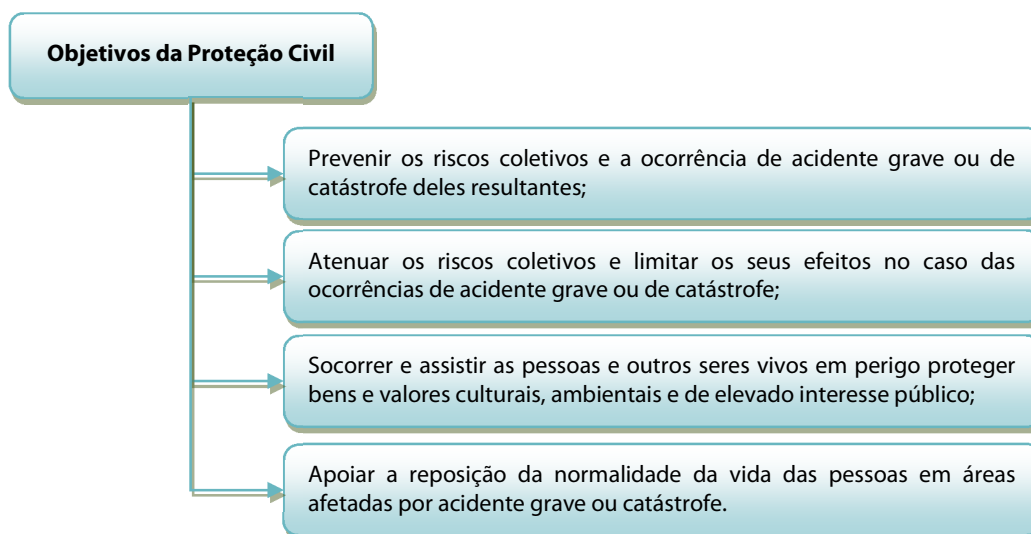 Objetivos da Proteção Civil
Prevenir os riscos coletivos e a ocorrência de acidente grave ou de
catástrofe deles resultantes;
Atenuar os riscos coletivos e limitar os seus efeitos no caso das
ocorrências de acidente grave ou de catástrofe;
Socorrer e assistir as pessoas e outros seres vivos em perigo proteger
bens e valores culturais, ambientais e de elevado interesse público;
Apoiar a reposição da normalidade da vida das pessoas em áreas
afetadas por acidente grave ou catástrofe.